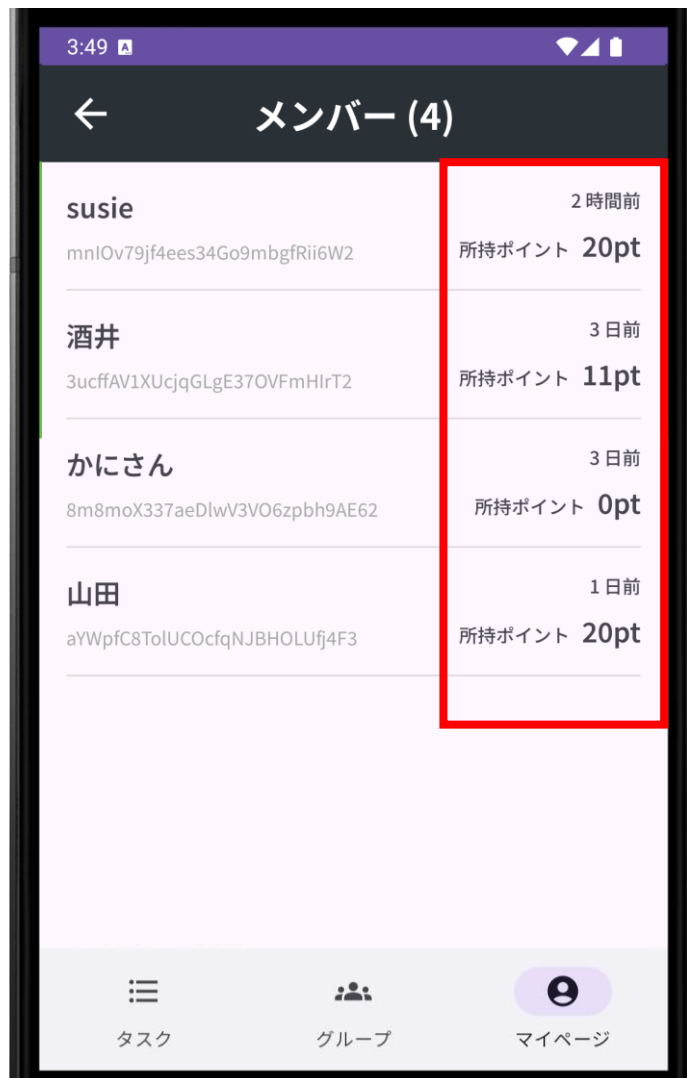 3:49
メンバー (4)
susie
2 時間前
mnIOv79jf4ees34Go9mbgfRii6W2
所持ポイント 20pt
酒井
3 日前
3ucffAV1XUcjqGLgE37OVFmHIrT2
所持ポイント 11pt
かにさん
3 日前
8m8moX337aeDlwV3VO6zpbh9AE62
所持ポイント 0pt
山田
1 日前
aYWpfC8TolUCOcfqNJBHOLUfj4F3
所持ポイント 20pt
タスク
グループ
マイページ